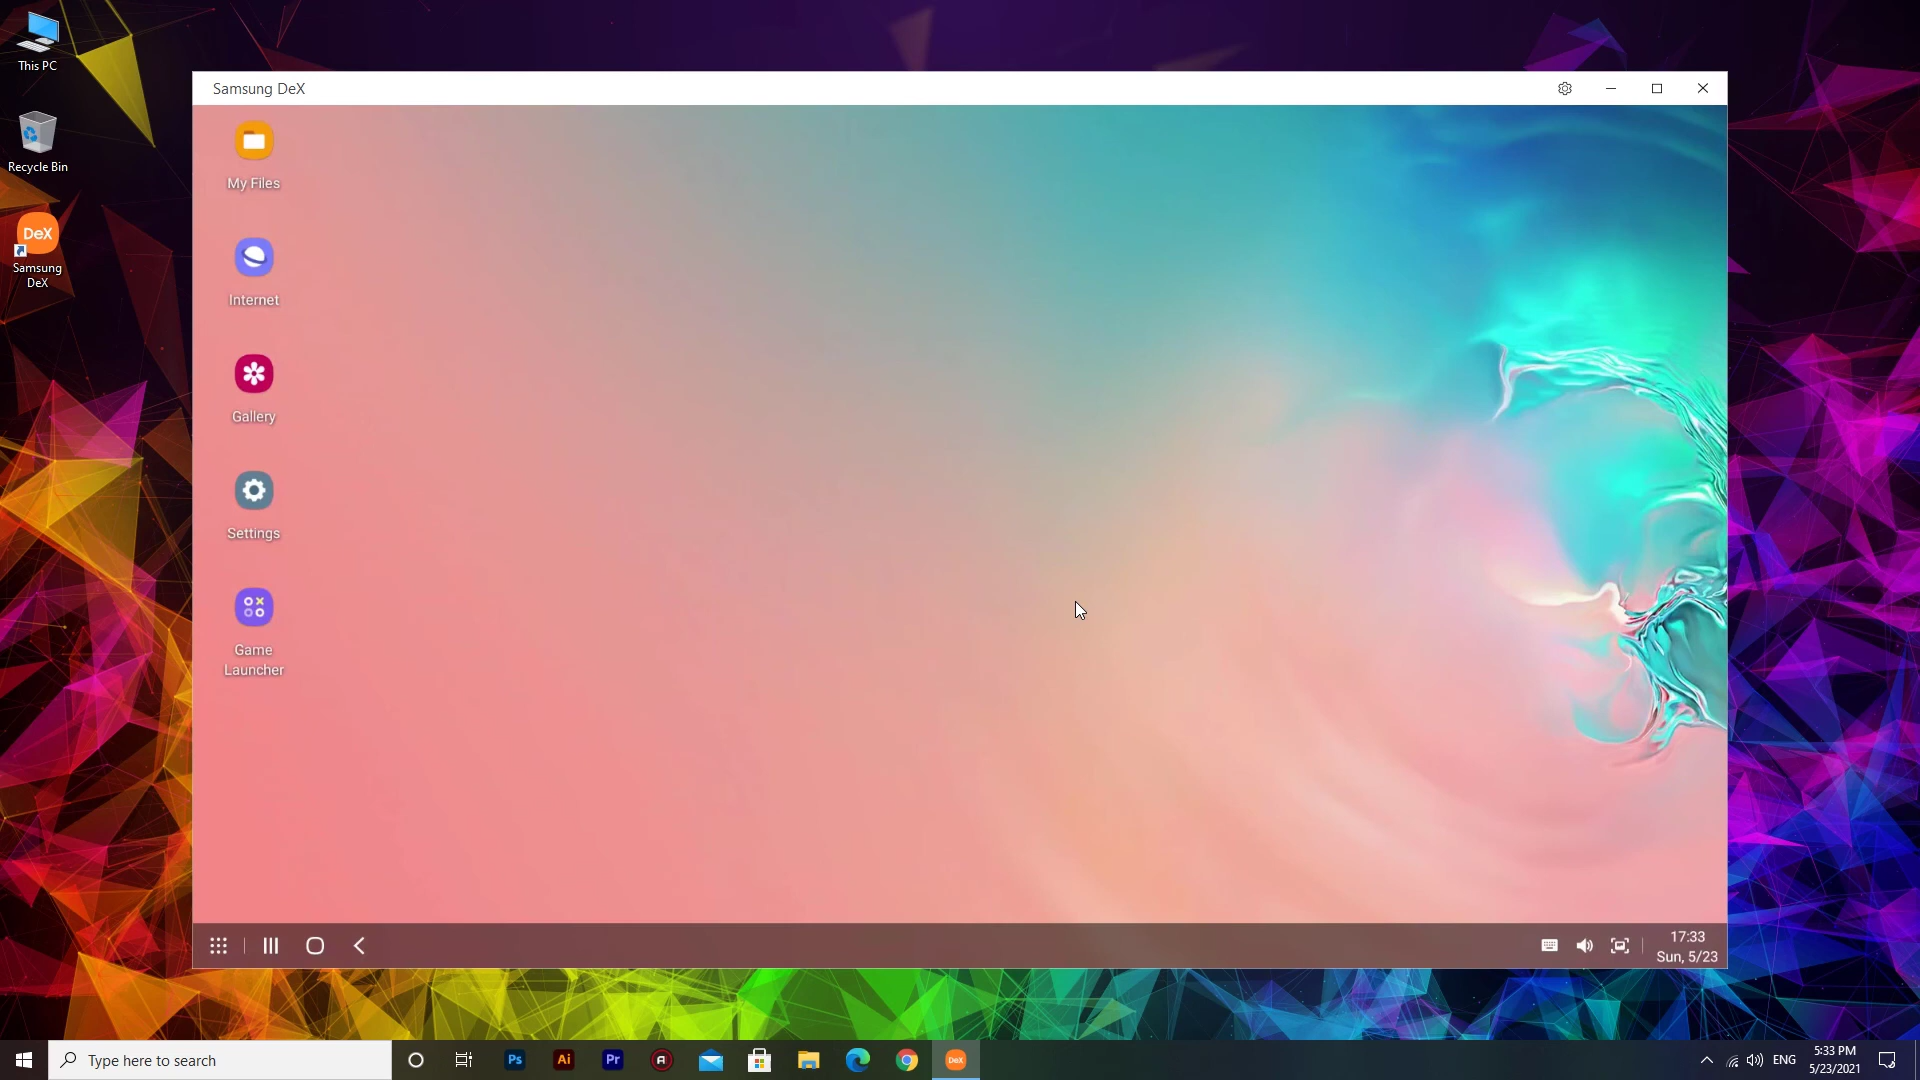 This PC
Recycle Bin
DeX
Samsung
DeX
Samsung DeX
My Files
Internet
Gallery
Settings
Game
Launcher
17:33
Sun, 5/23
Type here to search
Ps
Ai
Pr
DeX
ENG
5:33 PM
5/23/2021